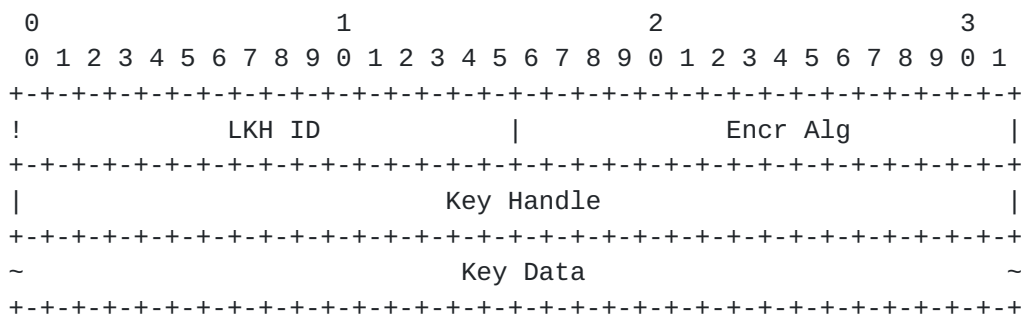 0                   1                   2                   3
 0 1 2 3 4 5 6 7 8 9 0 1 2 3 4 5 6 7 8 9 0 1 2 3 4 5 6 7 8 9 0 1
+-+-+-+-+-+-+-+-+-+-+-+-+-+-+-+-+-+-+-+-+-+-+-+-+-+-+-+-+-+-+-+-+
!             LKH ID            |             Encr Alg          |
+-+-+-+-+-+-+-+-+-+-+-+-+-+-+-+-+-+-+-+-+-+-+-+-+-+-+-+-+-+-+-+-+
|                           Key Handle                          |
+-+-+-+-+-+-+-+-+-+-+-+-+-+-+-+-+-+-+-+-+-+-+-+-+-+-+-+-+-+-+-+-+
~                            Key Data                           ~
+-+-+-+-+-+-+-+-+-+-+-+-+-+-+-+-+-+-+-+-+-+-+-+-+-+-+-+-+-+-+-+-+